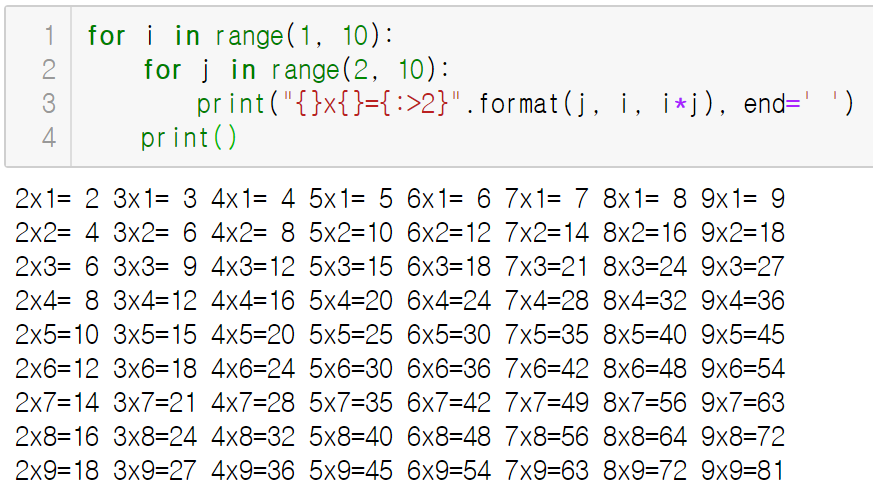 1 for i in range(1, 10):
2     for j in range(2, 10):
3         print("{}x{}={:>2}".format(j, i, i*j), end=' ')
4     print()
2x1= 2 3x1= 3 4x1= 4 5x1= 5 6x1= 6 7x1= 7 8x1= 8 9x1= 9
2x2= 4 3x2= 6 4x2= 8 5x2=10 6x2=12 7x2=14 8x2=16 9x2=18
2x3= 6 3x3= 9 4x3=12 5x3=15 6x3=18 7x3=21 8x3=24 9x3=27
2x4= 8 3x4=12 4x4=16 5x4=20 6x4=24 7x4=28 8x4=32 9x4=36
2x5=10 3x5=15 4x5=20 5x5=25 6x5=30 7x5=35 8x5=40 9x5=45
2x6=12 3x6=18 4x6=24 5x6=30 6x6=36 7x6=42 8x6=48 9x6=54
2x7=14 3x7=21 4x7=28 5x7=35 6x7=42 7x7=49 8x7=56 9x7=63
2x8=16 3x8=24 4x8=32 5x8=40 6x8=48 7x8=56 8x8=64 9x8=72
2x9=18 3x9=27 4x9=36 5x9=45 6x9=54 7x9=63 8x9=72 9x9=81